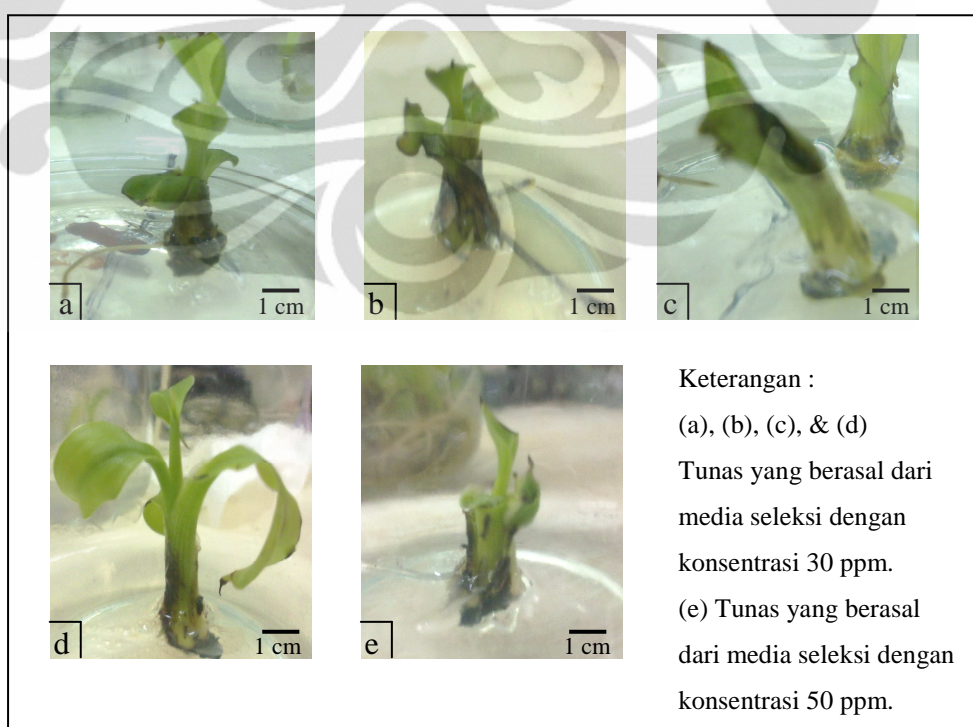 a
1 cm
b
1 cm
c
1 cm
d
1 cm
e
1 cm
Keterangan :
(a), (b), (c), & (d)
Tunas yang berasal dari
media seleksi dengan
konsentrasi 30 ppm.
(e) Tunas yang berasal
dari media seleksi dengan
konsentrasi 50 ppm.